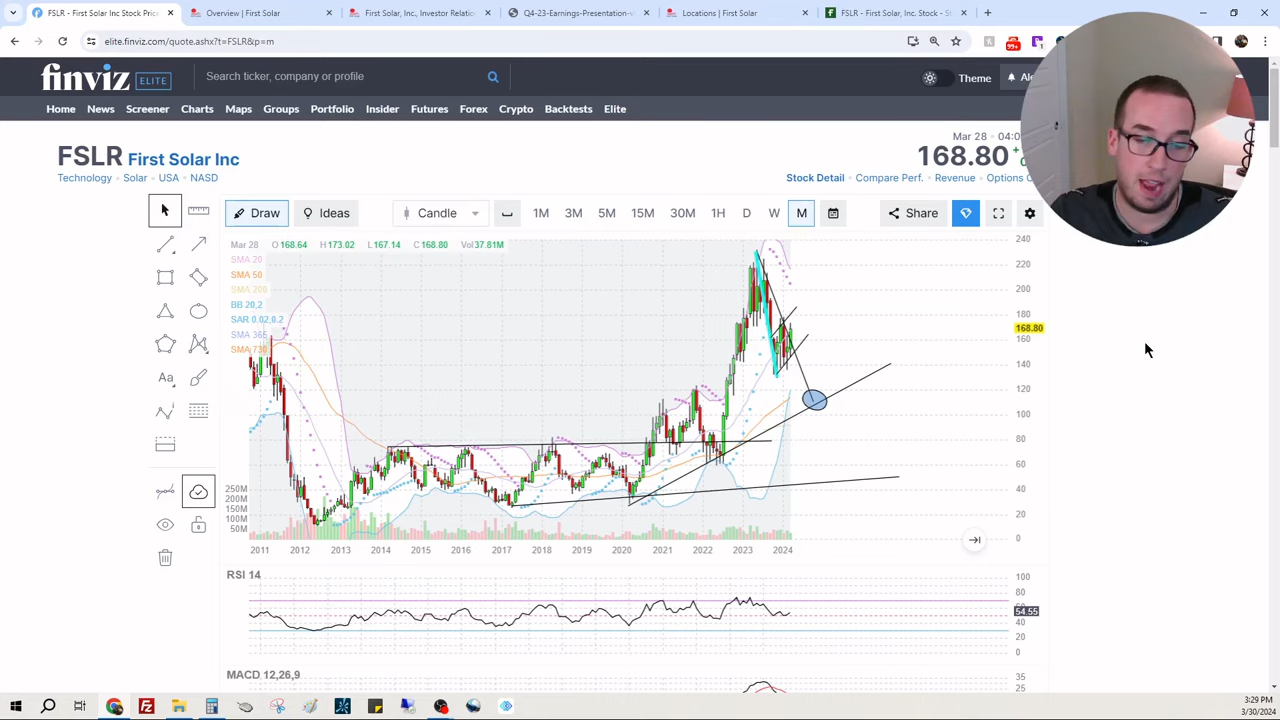 FSLR - First Solar Inc Stock Pric
Overview | First Solar
First Solar, Inc., Investor Relatio
Q4-23-Earnings-Presentation-v
Locations | First Solar
FSLR - First Solar, Inc. Stock - S
elite.finviz.com/quote.ashx?t=FSLR&p=m
99+
1
finviz ELITE
Search ticker, company or profile
Theme
Home News Screener Charts Maps Groups Portfolio Insider Futures Forex Crypto Backtests Elite
Mar 28
FSLR First Solar Inc
168.80
Technology · Solar · USA · NASD
Stock Detail · Compare Perf. · Revenue · Options
Draw Ideas Candle 1M 3M 5M 15M 30M 1H D W M Share
Mar 28 O 168.64 H 173.02 L 167.14 C 168.80 Vol 37.81M
SMA 20
SMA 50
SMA 200
BB 20,2
SAR 0.02,0.2
SMA 365
SMA 730
Aa
240
220
200
180
168.80
160
140
120
100
80
60
40
20
0
250M
200M
150M
100M
50M
2011 2012 2013 2014 2015 2016 2017 2018 2019 2020 2021 2022 2023 2024
RSI 14
100
80
54.55
40
20
0
MACD 12,26,9
35
25
3:29 PM
3/30/2024